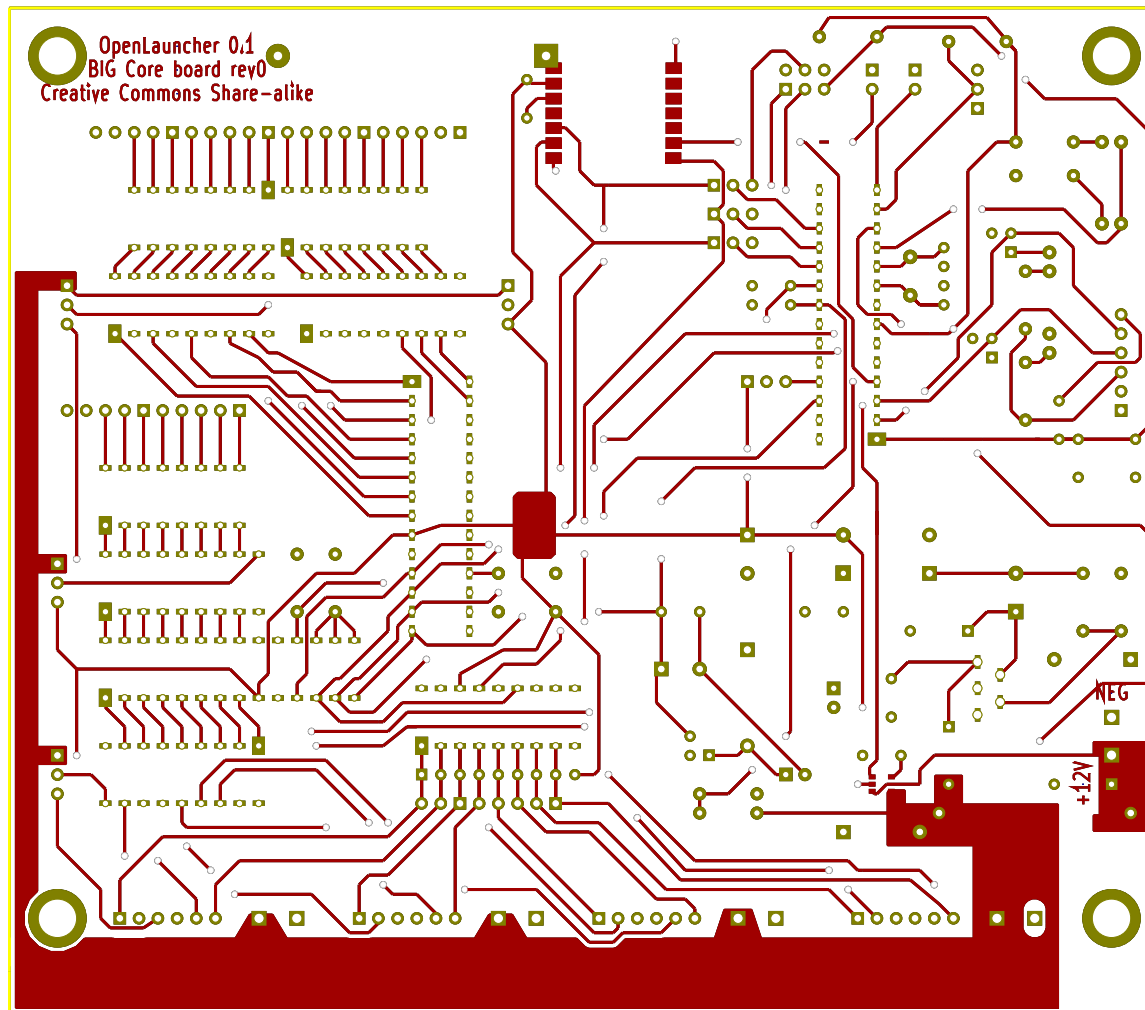 OpenLauncher 0.1
BIG Core board rev0
Creative Commons Share-alike
NEG
+12V